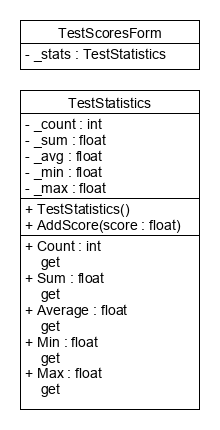 TestScoresForm
- _stats : TestStatistics
TestStatistics
- _count : int
- _sum : float
- _avg : float
- _min : float
- _max : float
+ TestStatistics()
+ AddScore(score : float)
+ Count : int
get
+ Sum : float
get
+ Average : float
get
+ Min : float
get
+ Max : float
get